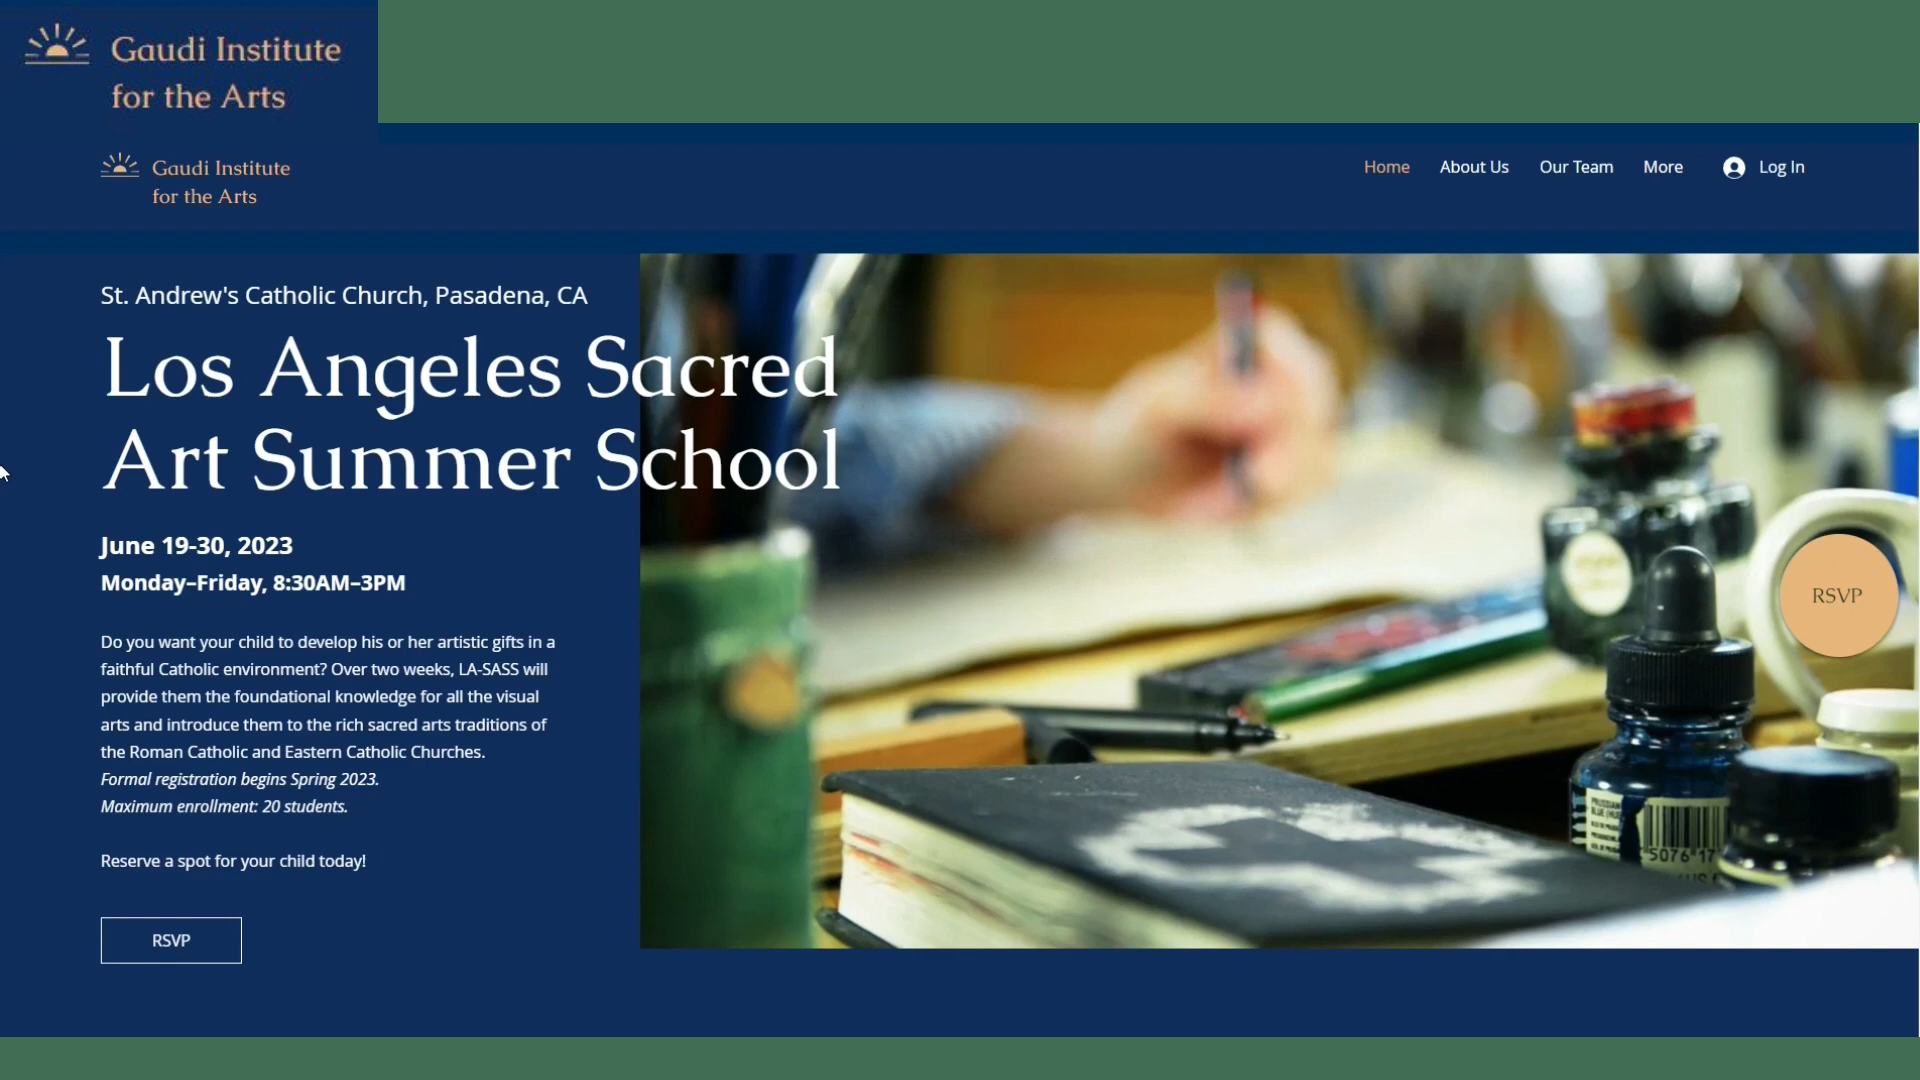 Gaudi Institute
for the Arts
Gaudi Institute
for the Arts
Home
About Us
Our Team
More
Log In
St. Andrew's Catholic Church, Pasadena, CA
Los Angeles Sacred
Art Summer School
June 19-30, 2023
Monday–Friday, 8:30AM–3PM
Do you want your child to develop his or her artistic gifts in a
faithful Catholic environment? Over two weeks, LA-SASS will
provide them the foundational knowledge for all the visual
arts and introduce them to the rich sacred arts traditions of
the Roman Catholic and Eastern Catholic Churches.
Formal registration begins Spring 2023.
Maximum enrollment: 20 students.
Reserve a spot for your child today!
RSVP
RSVP
5076 17